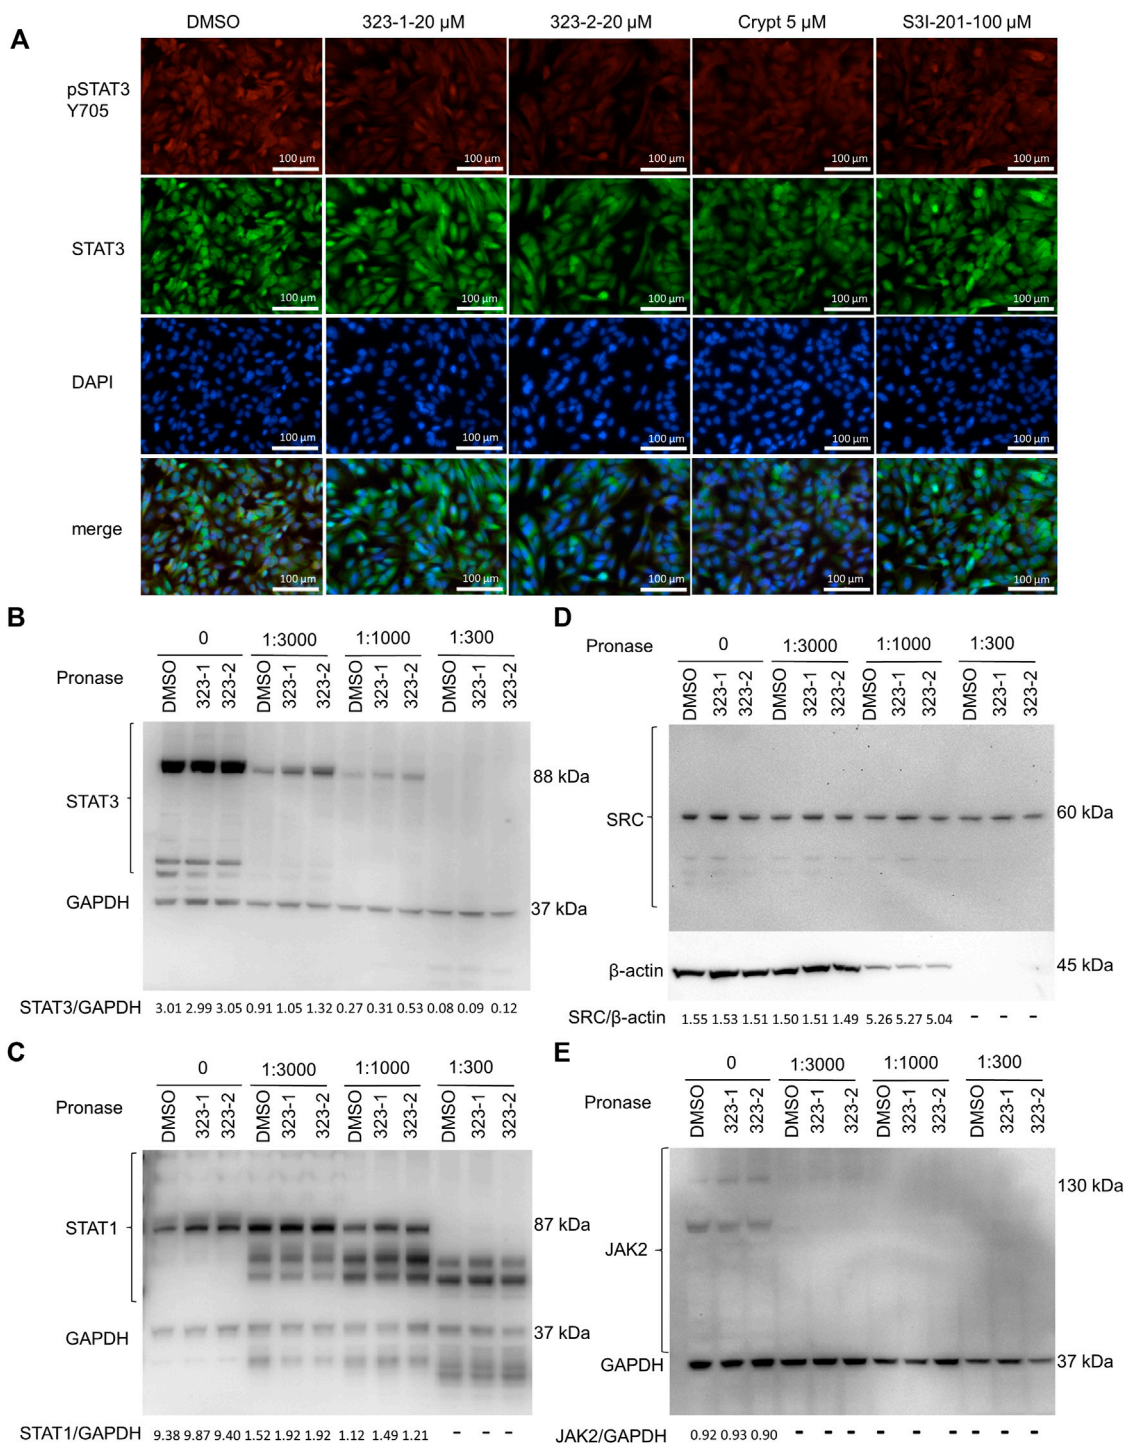 A
DMSO 323-1-20 µM 323-2-20 µM Crypt 5 µM S3I-201-100 µM
pSTAT3
Y705
100 µm 100 µm 100 µm 100 µm 100 µm
STAT3
100 µm 100 µm 100 µm 100 µm 100 µm
DAPI
100 µm 100 µm 100 µm 100 µm 100 µm
merge
100 µm 100 µm 100 µm 100 µm 100 µm
B
0 1:3000 1:1000 1:300
Pronase
DMSO 323-1 323-2 DMSO 323-1 323-2 DMSO 323-1 323-2 DMSO 323-1 323-2
STAT3
88 kDa
GAPDH
37 kDa
STAT3/GAPDH 3.01 2.99 3.05 0.91 1.05 1.32 0.27 0.31 0.53 0.08 0.09 0.12
C
0 1:3000 1:1000 1:300
Pronase
DMSO 323-1 323-2 DMSO 323-1 323-2 DMSO 323-1 323-2 DMSO 323-1 323-2
STAT1
87 kDa
GAPDH
37 kDa
STAT1/GAPDH 9.38 9.87 9.40 1.52 1.92 1.92 1.12 1.49 1.21 - - -
D
Pronase 0 1:3000 1:1000 1:300
DMSO 323-1 323-2 DMSO 323-1 323-2 DMSO 323-1 323-2 DMSO 323-1 323-2
SRC
60 kDa
β-actin
45 kDa
SRC/β-actin 1.55 1.53 1.51 1.50 1.51 1.49 5.26 5.27 5.04 - - -
E
0 1:3000 1:1000 1:300
Pronase
DMSO 323-1 323-2 DMSO 323-1 323-2 DMSO 323-1 323-2 DMSO 323-1 323-2
130 kDa
JAK2
GAPDH
37 kDa
JAK2/GAPDH 0.92 0.93 0.90 - - - - - - - - -